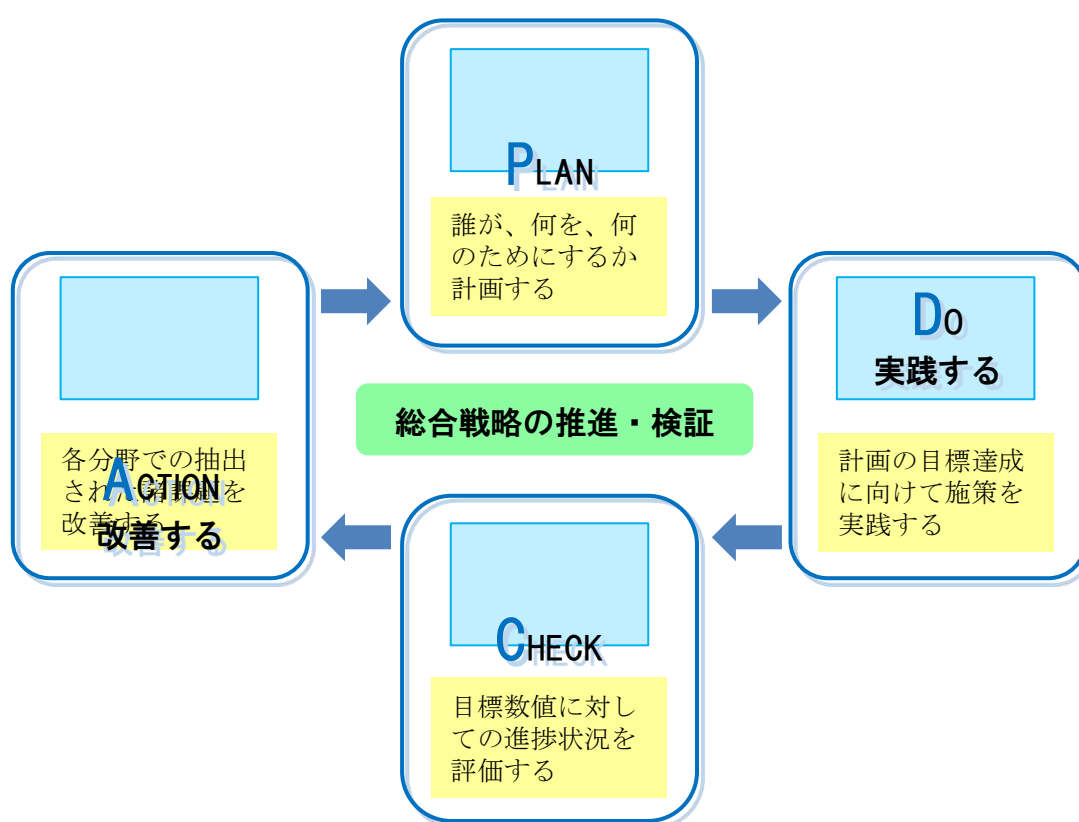 PLAN
誰が、何を、何
のためにするか
計画する
DO
実践する
総合戦略の推進・検証
計画の目標達成
に向けて施策を
実践する
ACTION
改善する
各分野での抽出
を
改善する
CHECK
目標数値に対し
ての進捗状況を
評価する